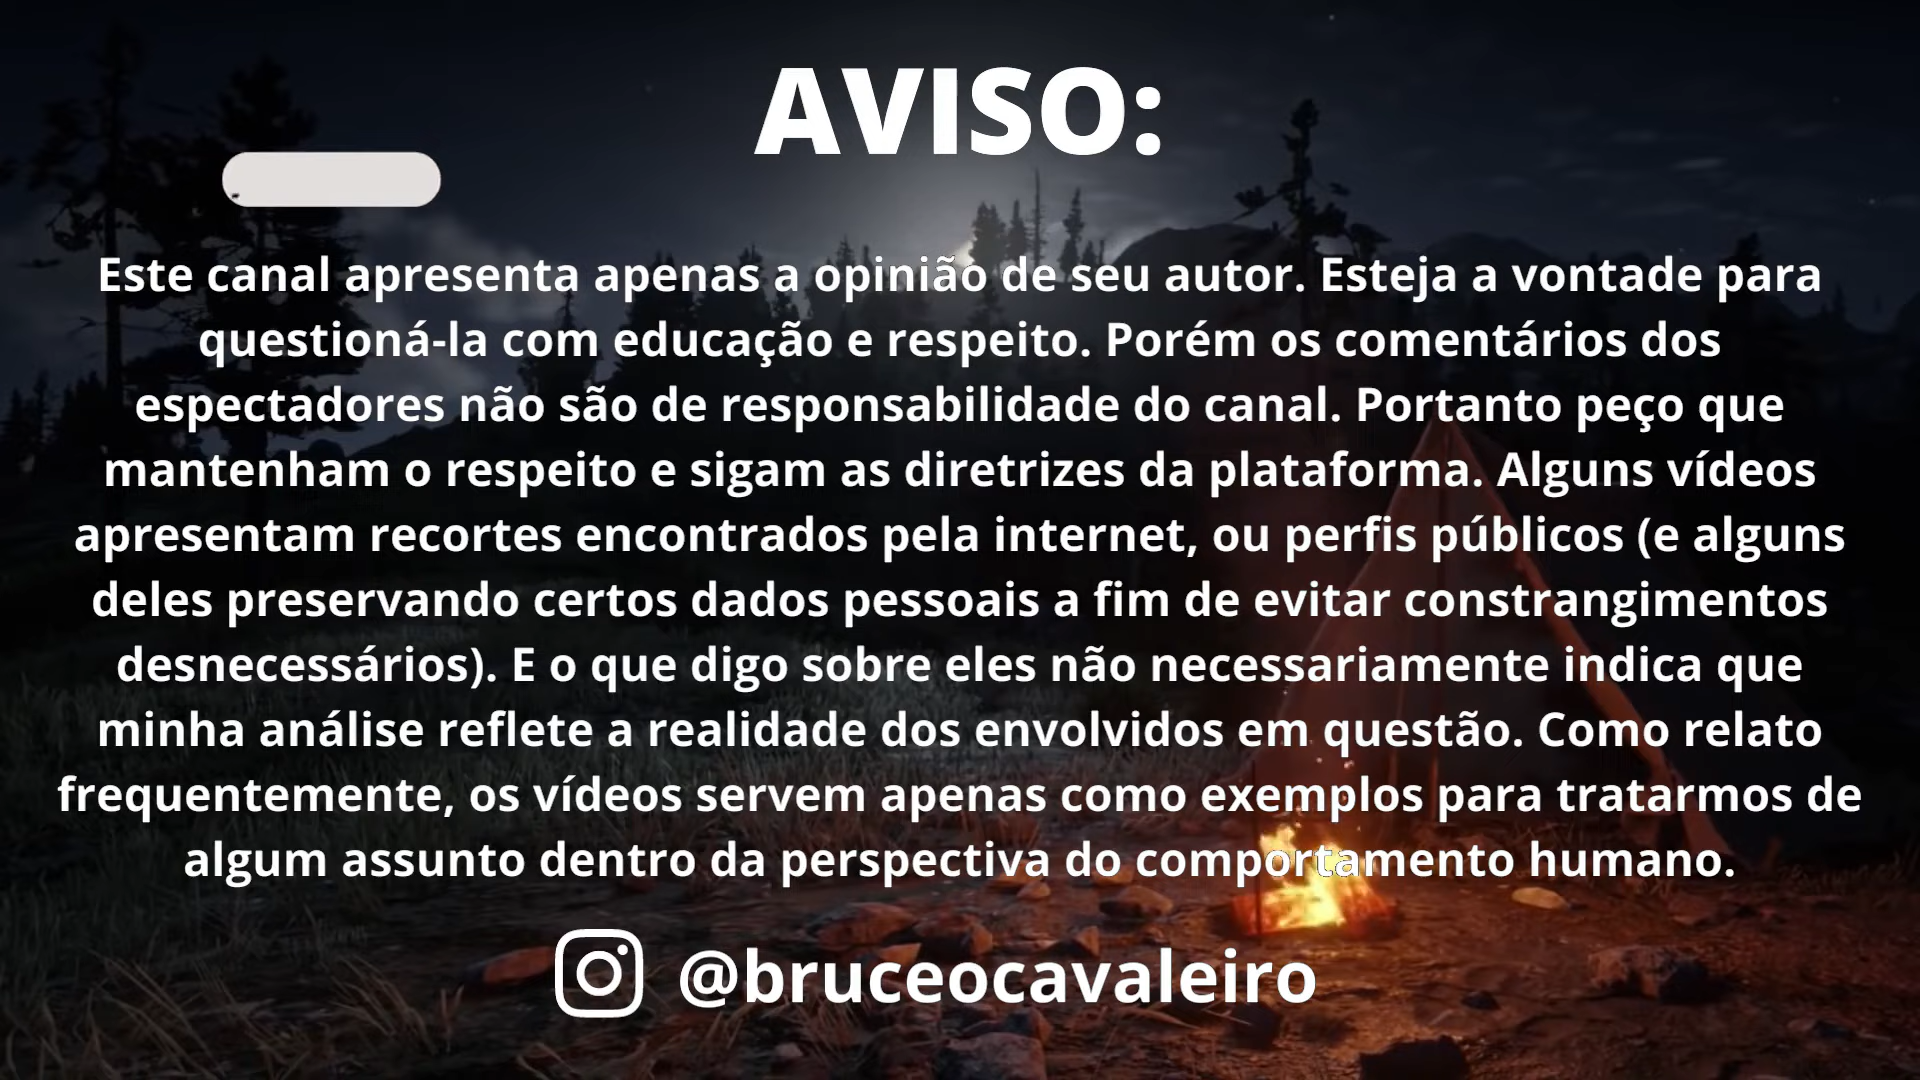 AVISO:
Este canal apresenta apenas a opinião de seu autor. Esteja a vontade para
questioná-la com educação e respeito. Porém os comentários dos
espectadores não são de responsabilidade do canal. Portanto peço que
mantenham o respeito e sigam as diretrizes da plataforma. Alguns vídeos
apresentam recortes encontrados pela internet, ou perfis públicos (e alguns
deles preservando certos dados pessoais a fim de evitar constrangimentos
desnecessários). E o que digo sobre eles não necessariamente indica que
minha análise reflete a realidade dos envolvidos em questão. Como relato
frequentemente, os vídeos servem apenas como exemplos para tratarmos de
algum assunto dentro da perspectiva do comportamento humano.
@bruceocavaleiro